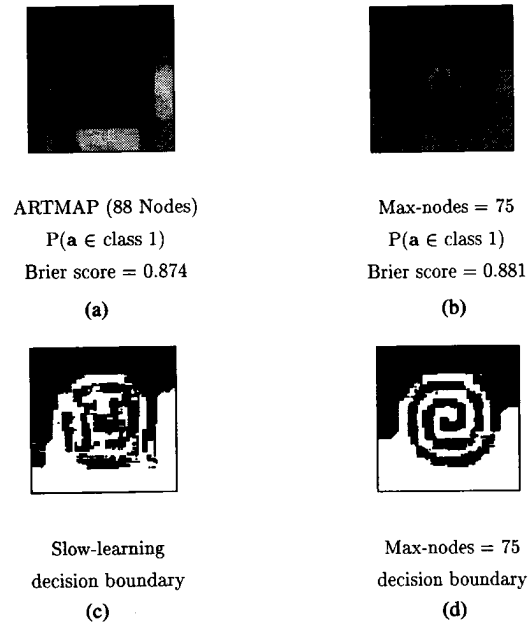 ARTMAP (88 Nodes)
P(a ∈ class 1)
Brier score = 0.874
(a)
Max-nodes = 75
P(a ∈ class 1)
Brier score = 0.881
(b)
Slow-learning
decision boundary
(c)
Max-nodes = 75
decision boundary
(d)